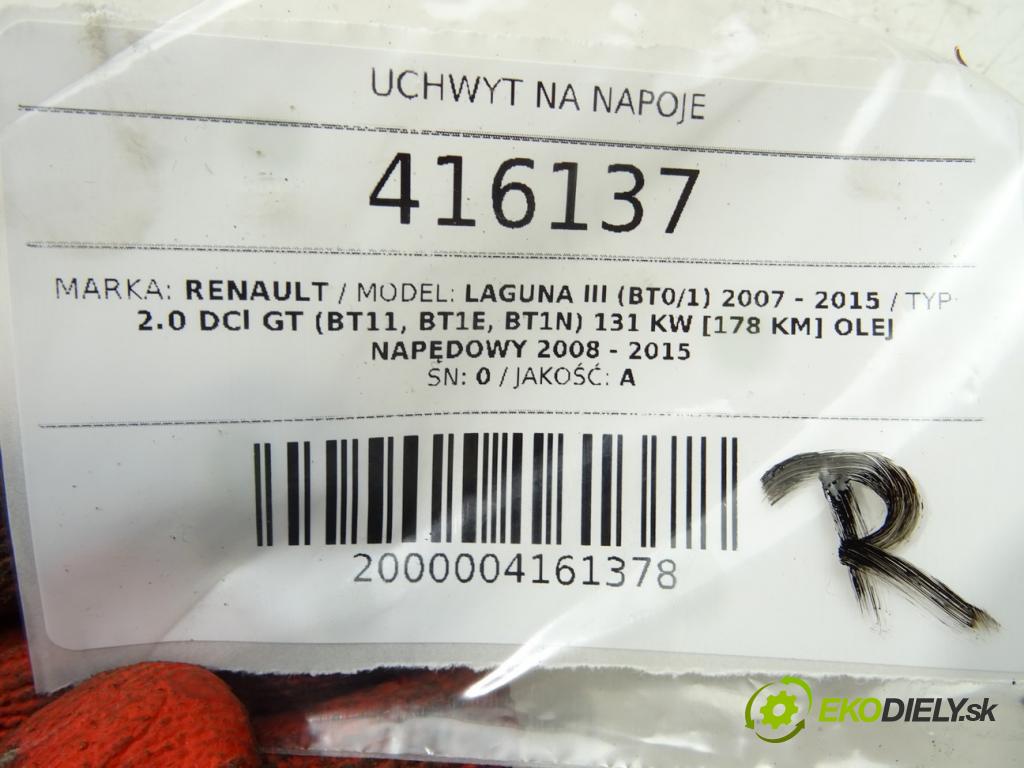 UCHWYT NA NAPOJE
416137
MARKA: RENAULT / MODEL: LAGUNA III (BT0/1) 2007 - 2015 / TYP:
2.0 DCI GT (BT11, BT1E, BT1N) 131 KW [178 KM] OLEJ
NAPĘDOWY 2008 - 2015
SN: 0 / JAKOŚĆ: A
2000004161378
R
EKODIELY.sk